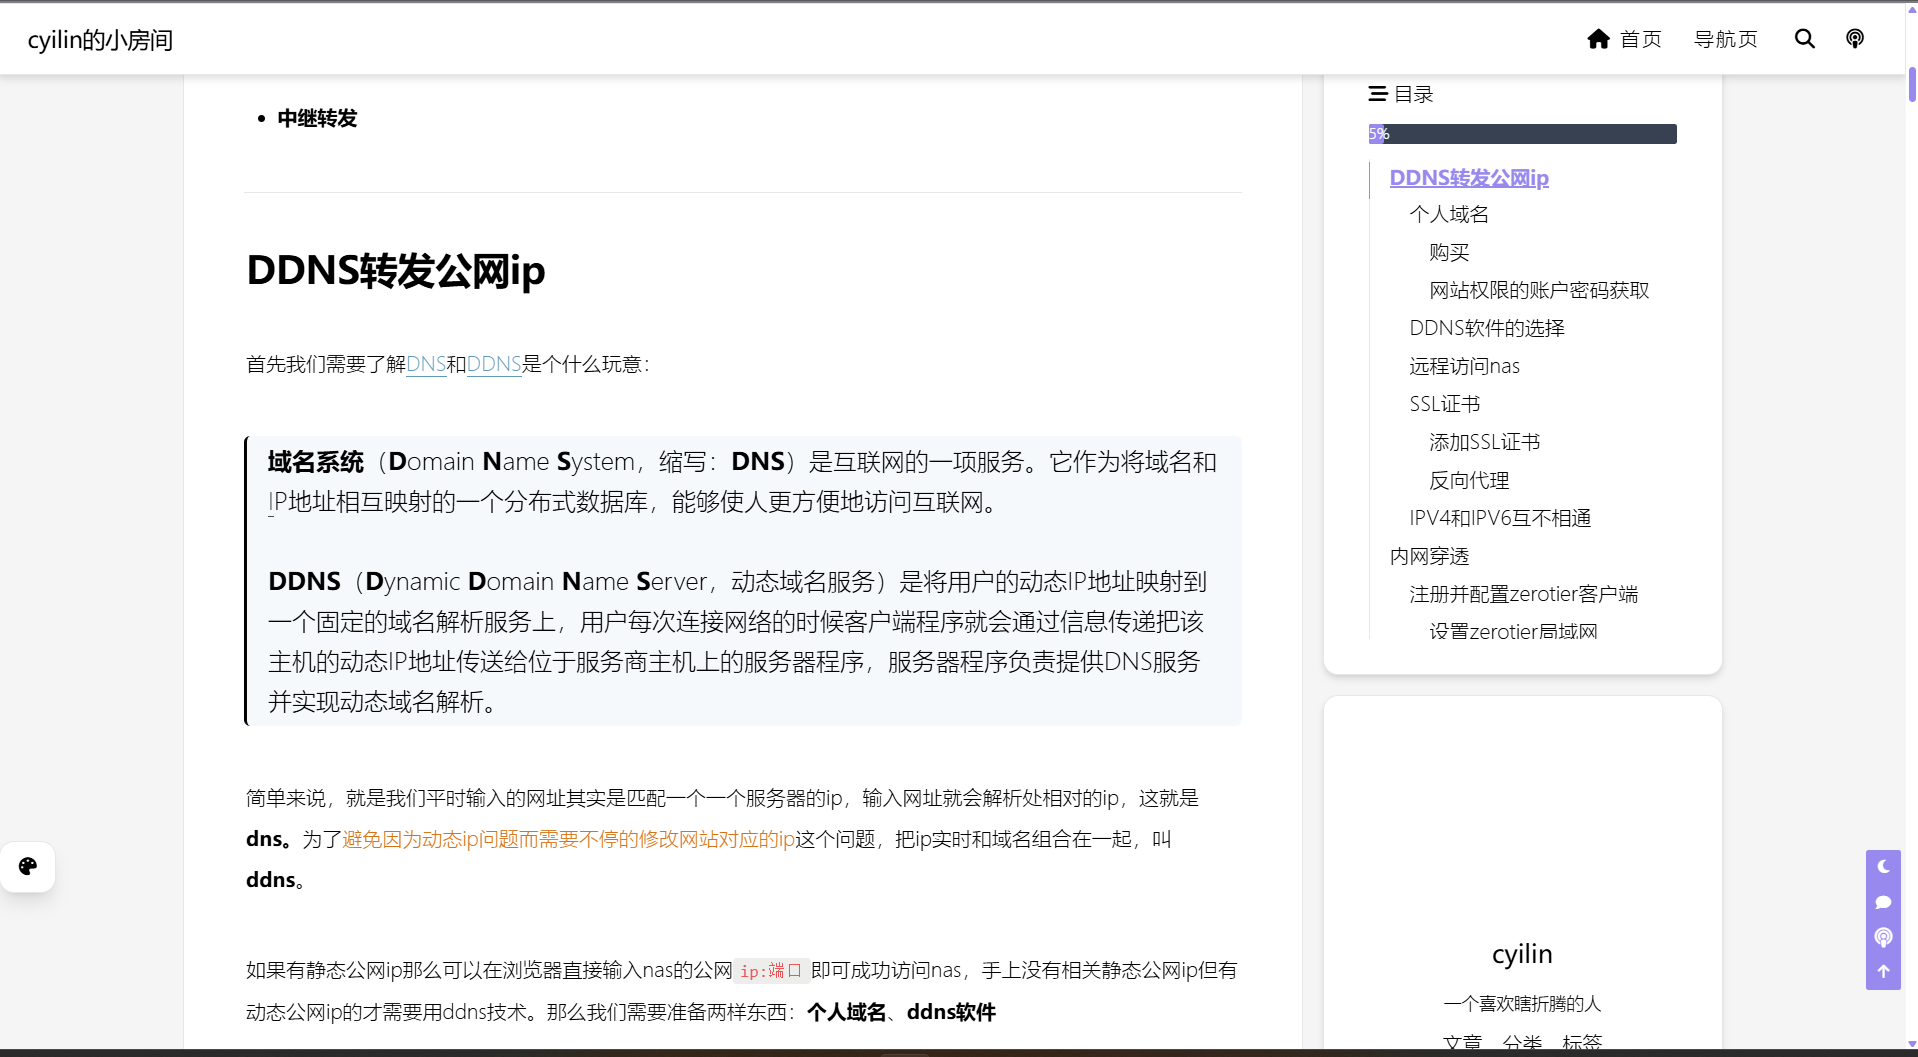 cyilin的小房间
首页
导航页
中继转发
DDNS转发公网ip
首先我们需要了解DNS和DDNS是个什么玩意：
域名系统（Domain Name System，缩写：DNS）是互联网的一项服务。它作为将域名和
IP地址相互映射的一个分布式数据库，能够使人更方便地访问互联网。
DDNS（Dynamic Domain Name Server，动态域名服务）是将用户的动态IP地址映射到
一个固定的域名解析服务上，用户每次连接网络的时候客户端程序就会通过信息传递把该
主机的动态IP地址传送给位于服务商主机上的服务器程序，服务器程序负责提供DNS服务
并实现动态域名解析。
简单来说，就是我们平时输入的网址其实是匹配一个一个服务器的ip，输入网址就会解析处相对的ip，这就是
dns。为了避免因为动态ip问题而需要不停的修改网站对应的ip这个问题，把ip实时和域名组合在一起，叫
ddns。
如果有静态公网ip那么可以在浏览器直接输入nas的公网ip:端口即可成功访问nas，手上没有相关静态公网ip但有
动态公网ip的才需要用ddns技术。那么我们需要准备两样东西：个人域名、ddns软件
目录
5%
DDNS转发公网ip
个人域名
购买
网站权限的账户密码获取
DDNS软件的选择
远程访问nas
SSL证书
添加SSL证书
反向代理
IPV4和IPV6互不相通
内网穿透
注册并配置zerotier客户端
设置zerotier局域网
cyilin
一个喜欢瞎折腾的人
文章 分类 标签